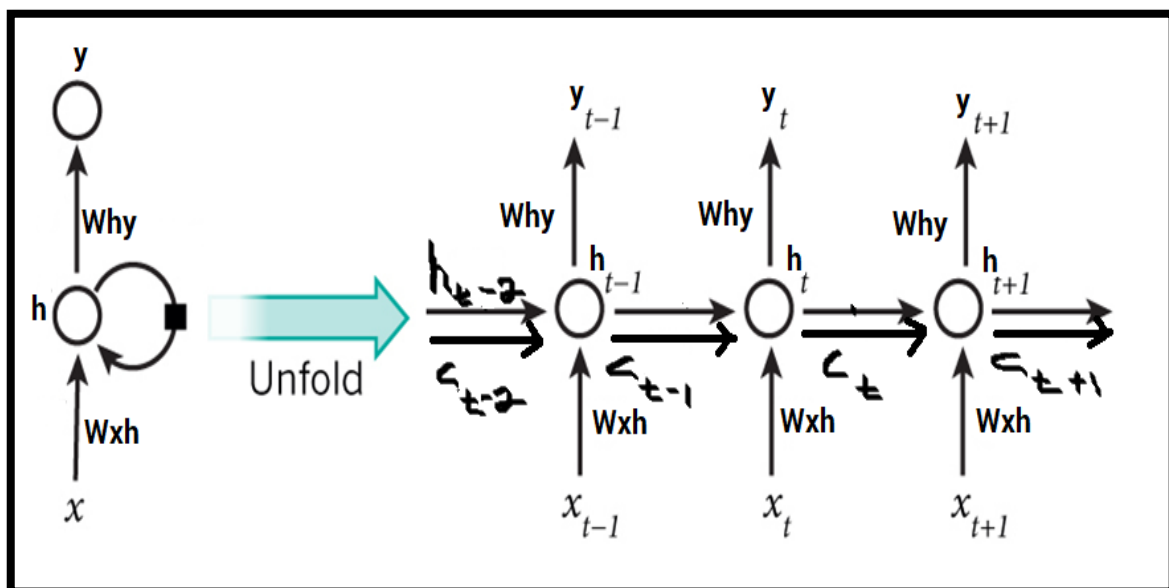 y
Why
h
Wxh
x
Unfold
y t-1
y t
y t+1
Why
Why
Why
h t-2
h t-1
h t
h t+1
C t-2
C t-1
C t
C t+1
Wxh
Wxh
Wxh
x t-1
x t
x t+1